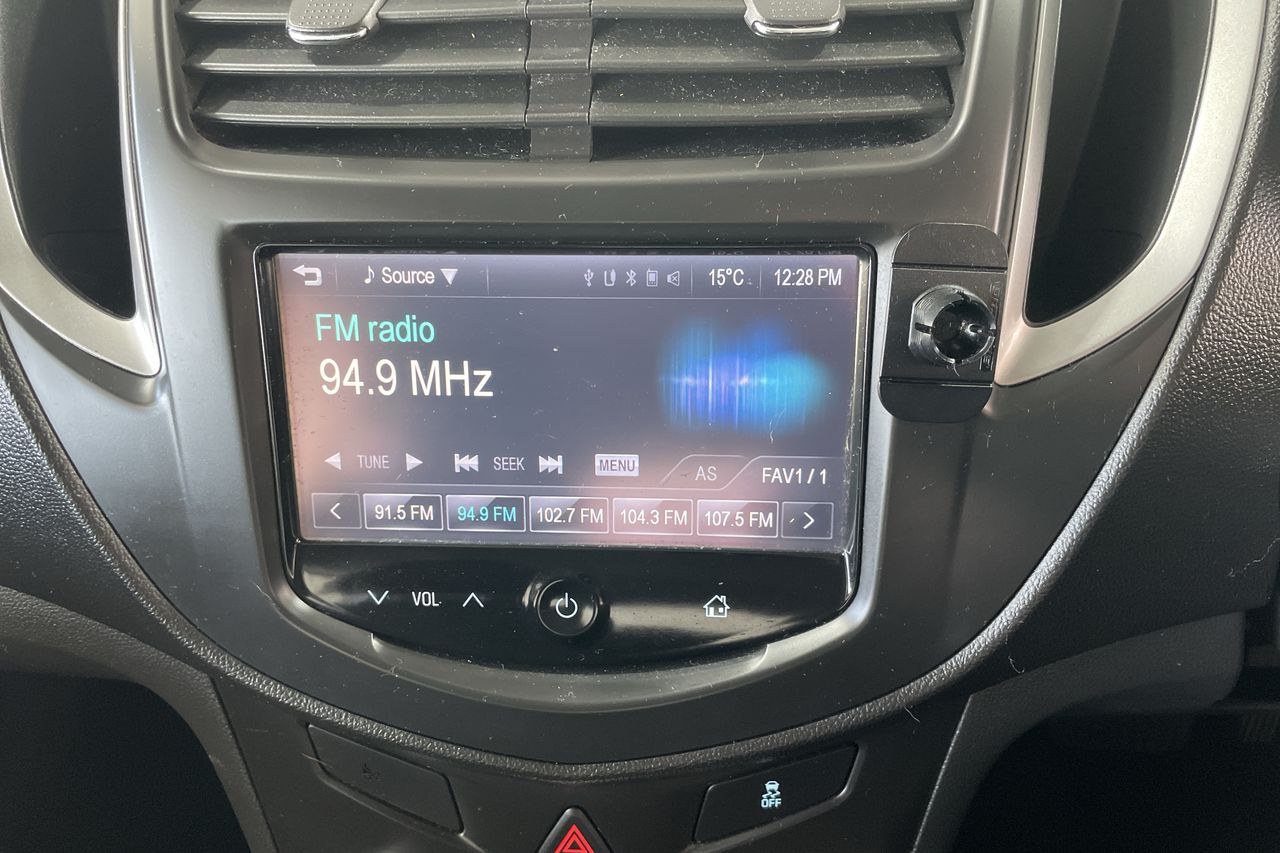 Source 15°C 12:28 PM
FM radio
94.9 MHz
TUNE SEEK MENU AS FAV1 / 1
91.5 FM 94.9 FM 102.7 FM 104.3 FM 107.5 FM
VOL
OFF